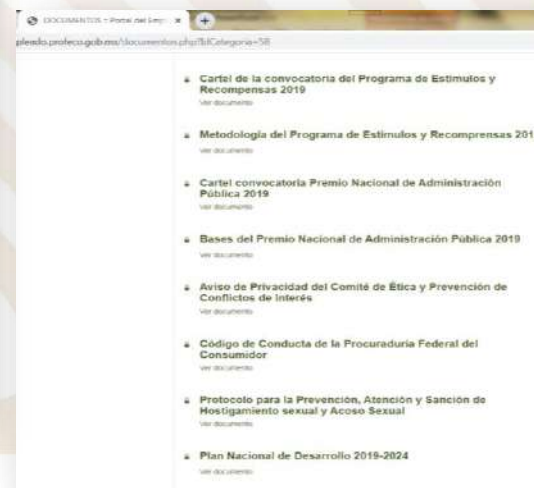 DOCUMENTOS - Portal del Emp
pleado.profeco.gob.mx/documentos.php?IdCategoria=58
Cartel de la convocatoria del Programa de Estímulos y
Recompensas 2019
Ver documento
Metodología del Programa de Estímulos y Recomprensas 201
Ver documento
Cartel convocatoria Premio Nacional de Administración
Pública 2019
Ver documento
Bases del Premio Nacional de Administración Pública 2019
Ver documento
Aviso de Privacidad del Comité de Ética y Prevención de
Conflictos de Interés
Ver documento
Código de Conducta de la Procuraduría Federal del
Consumidor
Ver documento
Protocolo para la Prevención, Atención y Sanción de
Hostigamiento sexual y Acoso Sexual
Ver documento
Plan Nacional de Desarrollo 2019-2024
Ver documento